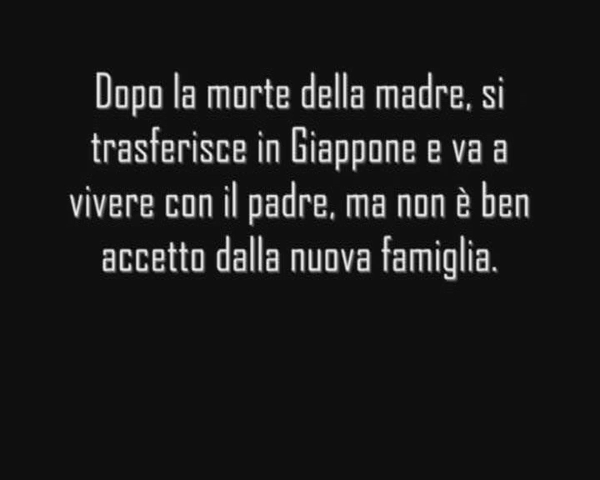 Dopo la morte della madre, si
trasferisce in Giappone e va a
vivere con il padre, ma non è ben
accetto dalla nuova famiglia.